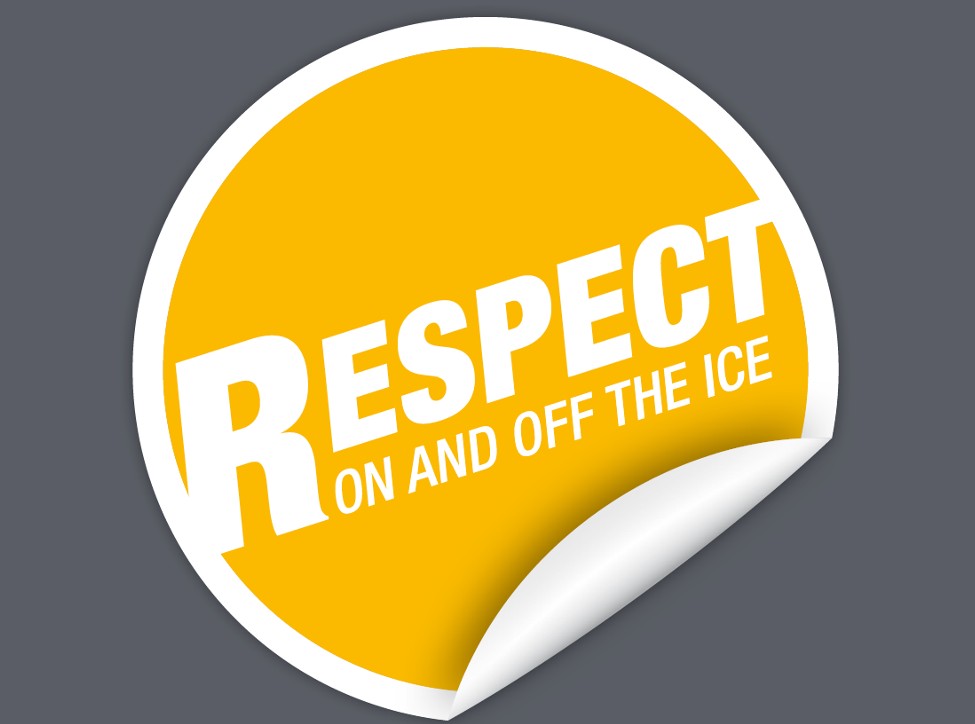 RESPECT
ON AND OFF THE ICE